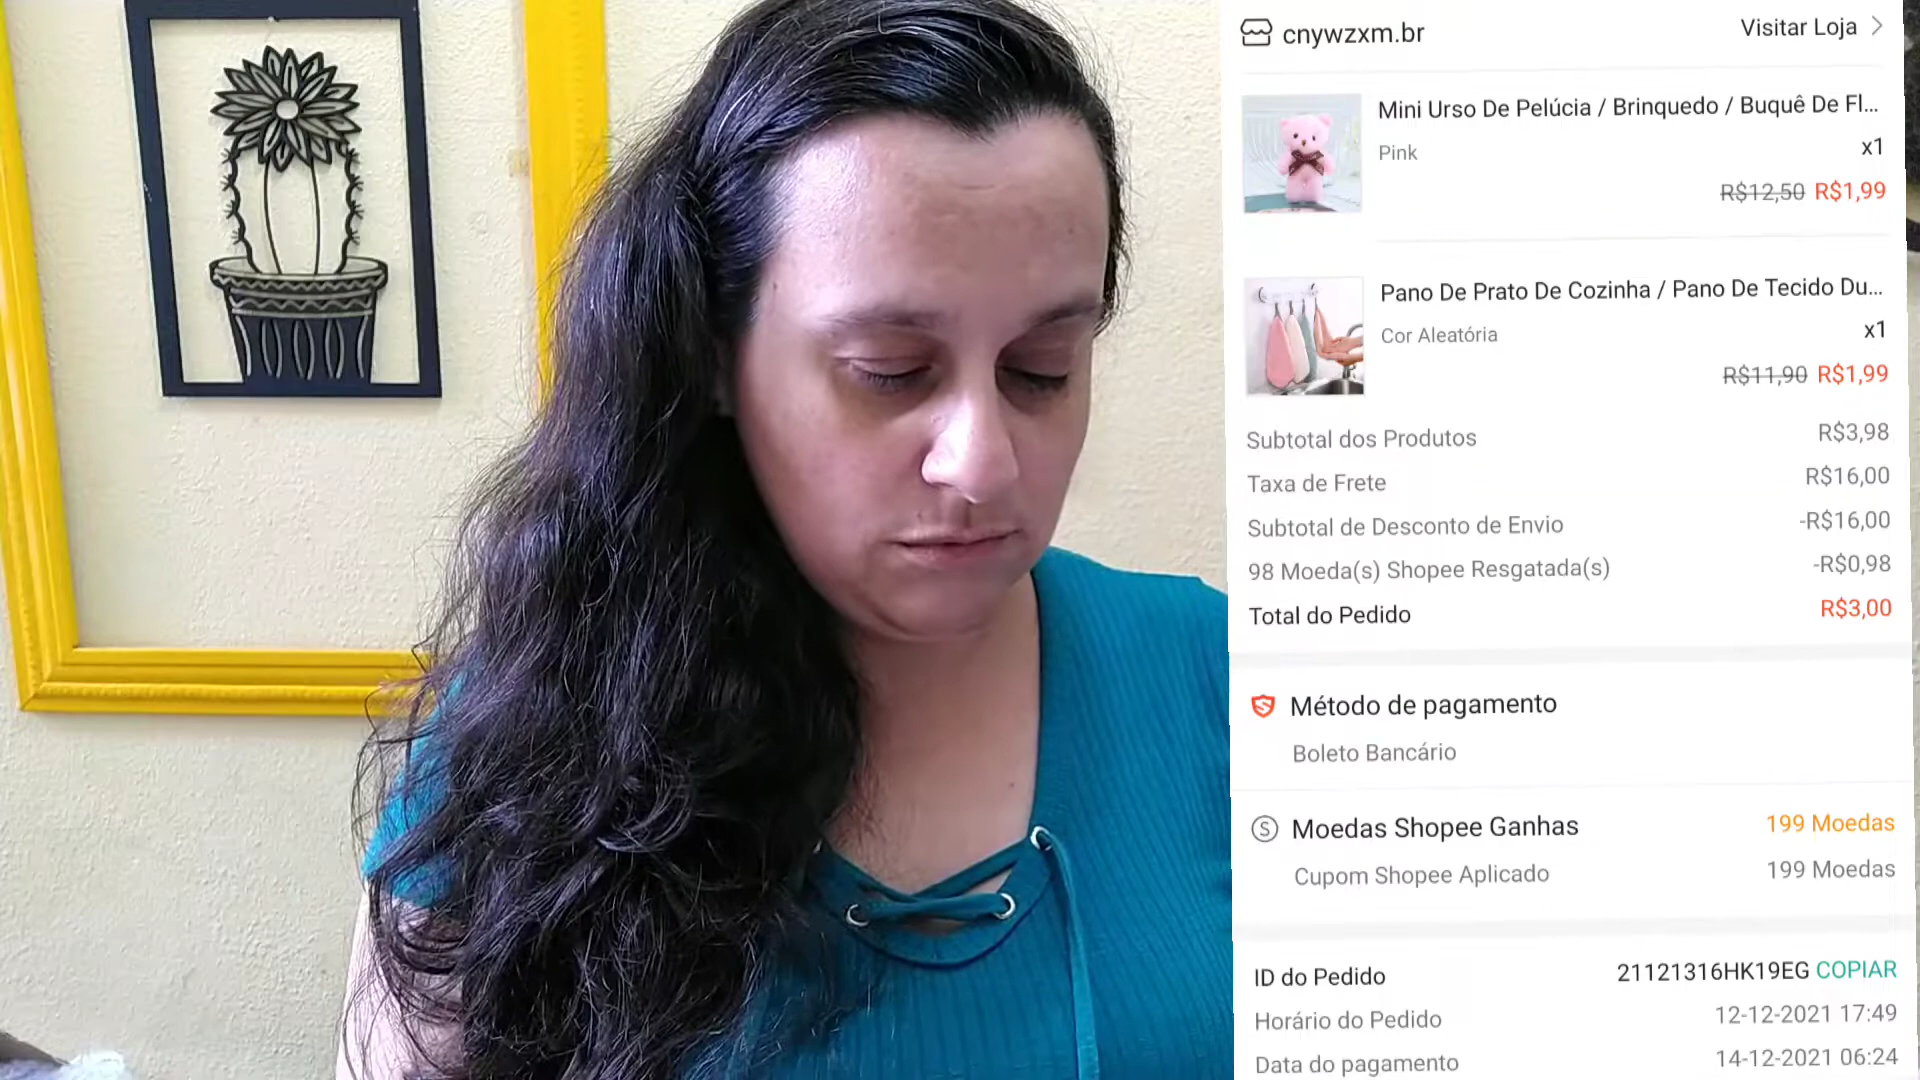 cnywzxm.br Visitar Loja
Mini Urso De Pelúcia / Brinquedo / Buquê De Fl...
Pink x1
R$12,50 R$1,99
Pano De Prato De Cozinha / Pano De Tecido Du...
Cor Aleatória x1
R$11,90 R$1,99
Subtotal dos Produtos R$3,98
Taxa de Frete R$16,00
Subtotal de Desconto de Envio -R$16,00
98 Moeda(s) Shopee Resgatada(s) -R$0,98
Total do Pedido R$3,00
Método de pagamento
Boleto Bancário
Moedas Shopee Ganhas 199 Moedas
Cupom Shopee Aplicado 199 Moedas
ID do Pedido 21121316HK19EG COPIAR
Horário do Pedido 12-12-2021 17:49
Data do pagamento 14-12-2021 06:24